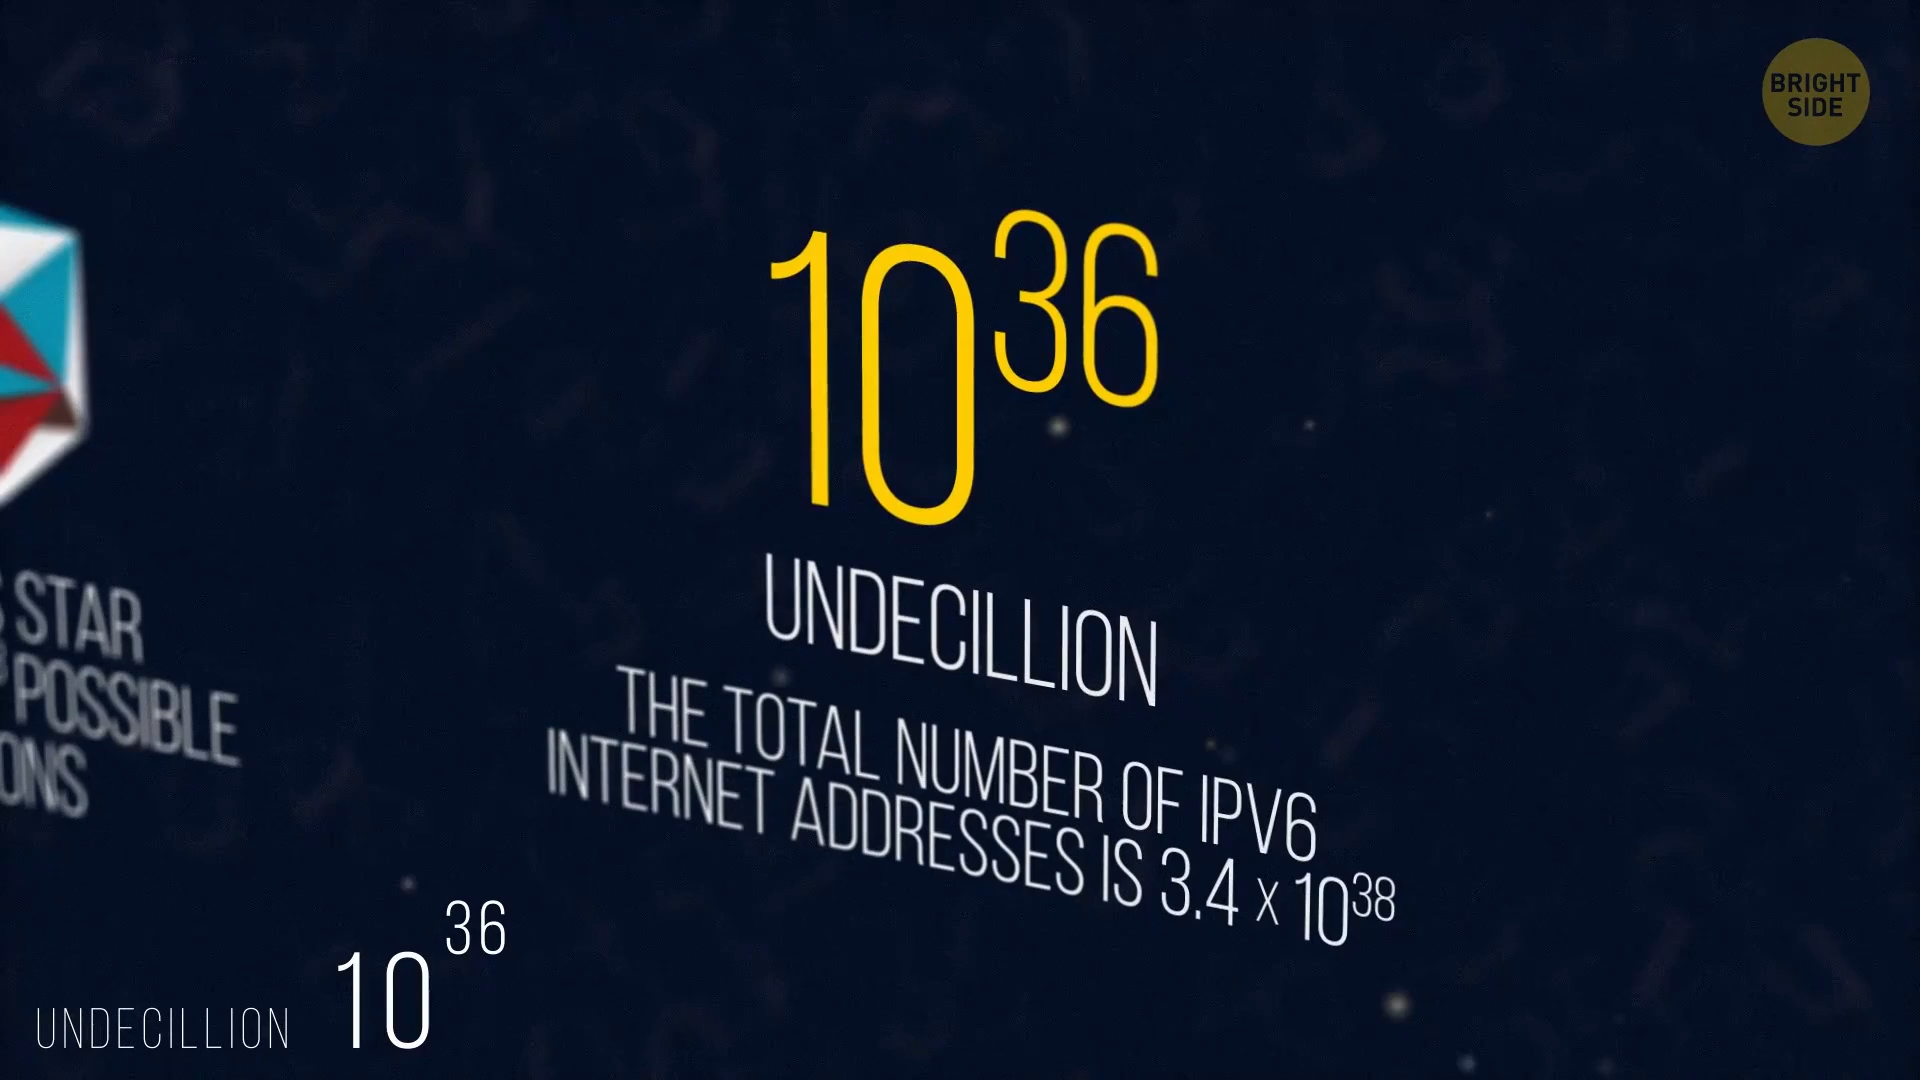 BRIGHT
SIDE
10³⁶
UNDECILLION
THE TOTAL NUMBER OF IPV6
INTERNET ADDRESSES IS 3.4 x 10³⁸
STAR
POSSIBLE
UNDECILLION 10³⁶